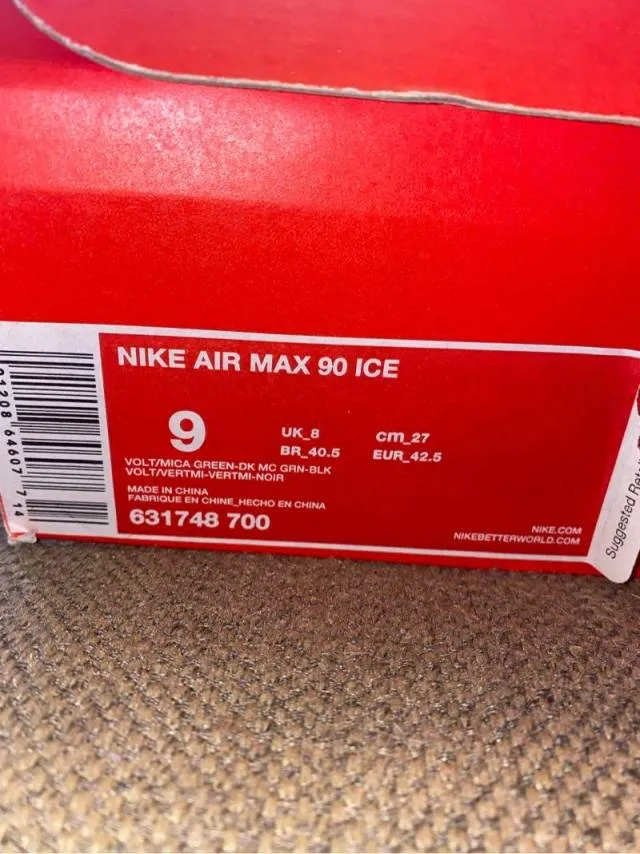 NIKE AIR MAX 90 ICE
9
UK_8
cm_27
BR_40.5
EUR_42.5
VOLT/MICA GREEN-DK MC GRN-BLK
VOLT/VERTMI-VERTMI-NOIR
MADE IN CHINA
FABRIQUE EN CHINE_HECHO EN CHINA
631748 700
NIKE.COM
NIKEBETTERWORLD.COM
Suggested